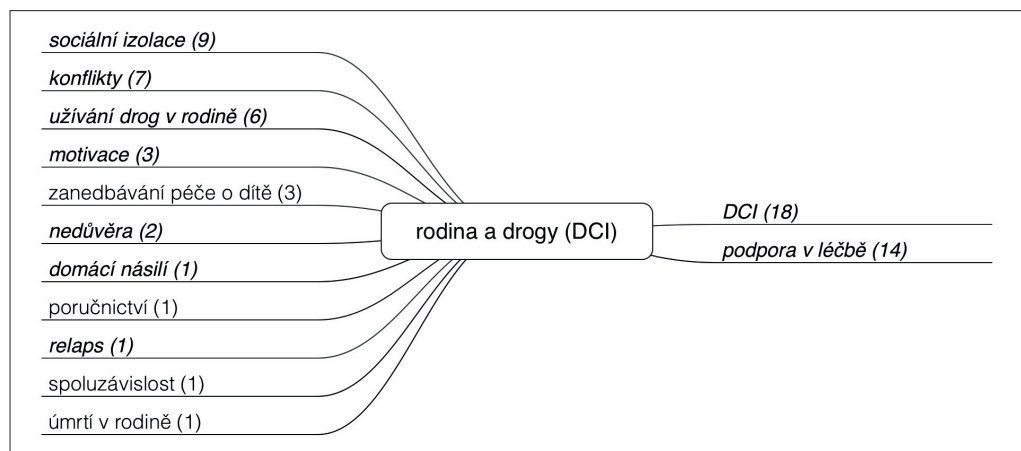 sociální izolace (9)
konflikty (7)
užívání drog v rodině (6)
motivace (3)
zanedbávání péče o dítě (3)
nedůvěra (2)
domácí násilí (1)
poručnictví (1)
relaps (1)
spoluzávislost (1)
úmrtí v rodině (1)
rodina a drogy (DCI)
DCI (18)
podpora v léčbě (14)